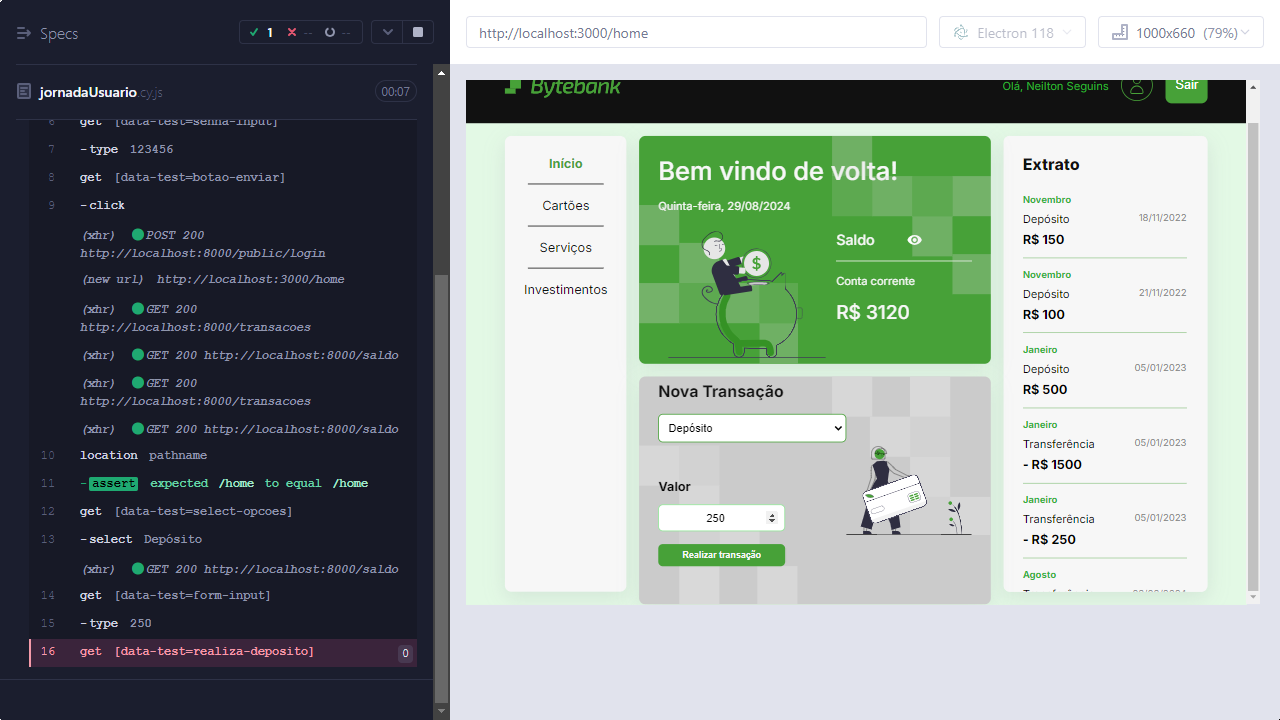 Specs
1
--
--
jornadaUsuario.cy.js
00:07
6 get [data-test=senha-input]
7 -type 123456
8 get [data-test=botao-enviar]
9 -click
(xhr) POST 200
http://localhost:8000/public/login
(new url) http://localhost:3000/home
(xhr) GET 200
http://localhost:8000/transacoes
(xhr) GET 200 http://localhost:8000/saldo
(xhr) GET 200
http://localhost:8000/transacoes
(xhr) GET 200 http://localhost:8000/saldo
10 location pathname
11 -assert expected /home to equal /home
12 get [data-test=select-opcoes]
13 -select Depósito
(xhr) GET 200 http://localhost:8000/saldo
14 get [data-test=form-input]
15 -type 250
16 get [data-test=realiza-deposito] 0
http://localhost:3000/home
Electron 118
1000x660 (79%)
Bytebank
Olá, Neilton Seguins
Sair
Início
Cartões
Serviços
Investimentos
Bem vindo de volta!
Quinta-feira, 29/08/2024
$
Saldo
Conta corrente
R$ 3120
Nova Transação
Depósito
Valor
250
Realizar transação
Extrato
Novembro
Depósito 18/11/2022
R$ 150
Novembro
Depósito 21/11/2022
R$ 100
Janeiro
Depósito 05/01/2023
R$ 500
Janeiro
Transferência 05/01/2023
- R$ 1500
Janeiro
Transferência 05/01/2023
- R$ 250
Agosto